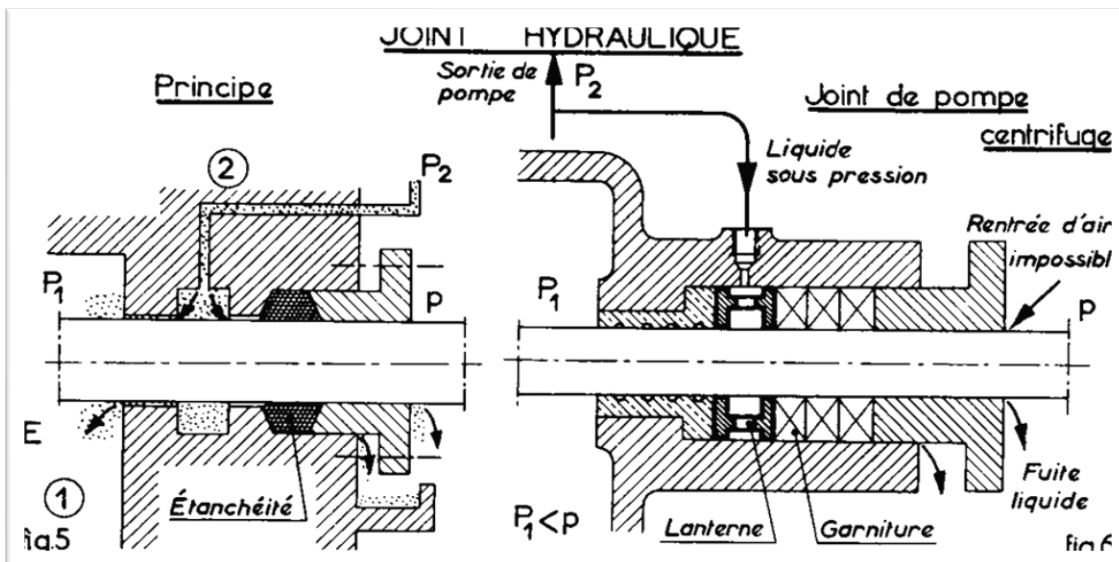 JOINT HYDRAULIQUE
Principe
Sortie de
pompe
P2
Joint de pompe
centrifuge
Liquide
sous pression
2
P2
P1
p
E
1
Étanchéité
fig.5
Rentrée d'air
impossibl
P1
p
P1<p
Lanterne
Garniture
Fuite
liquide
fig.6